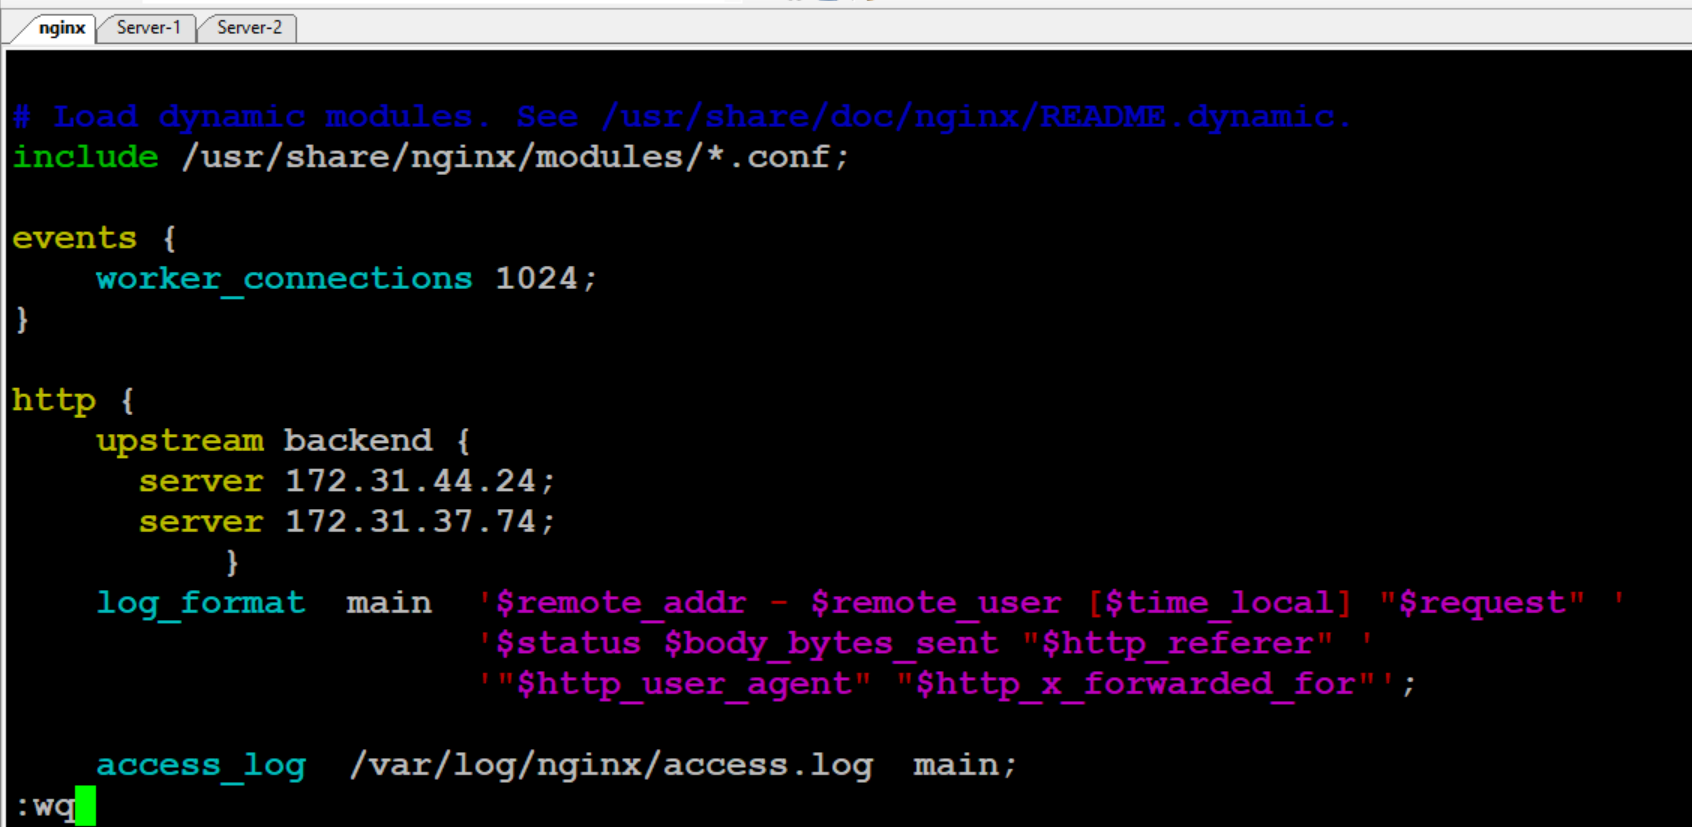 nginx Server-1 Server-2
# Load dynamic modules. See /usr/share/doc/nginx/README.dynamic.
include /usr/share/nginx/modules/*.conf;
events {
    worker_connections 1024;
}
http {
    upstream backend {
      server 172.31.44.24;
      server 172.31.37.74;
          }
    log_format  main  '$remote_addr - $remote_user [$time_local] "$request" '
                      '$status $body_bytes_sent "$http_referer" '
                      '"$http_user_agent" "$http_x_forwarded_for"';
    access_log  /var/log/nginx/access.log  main;
:wq